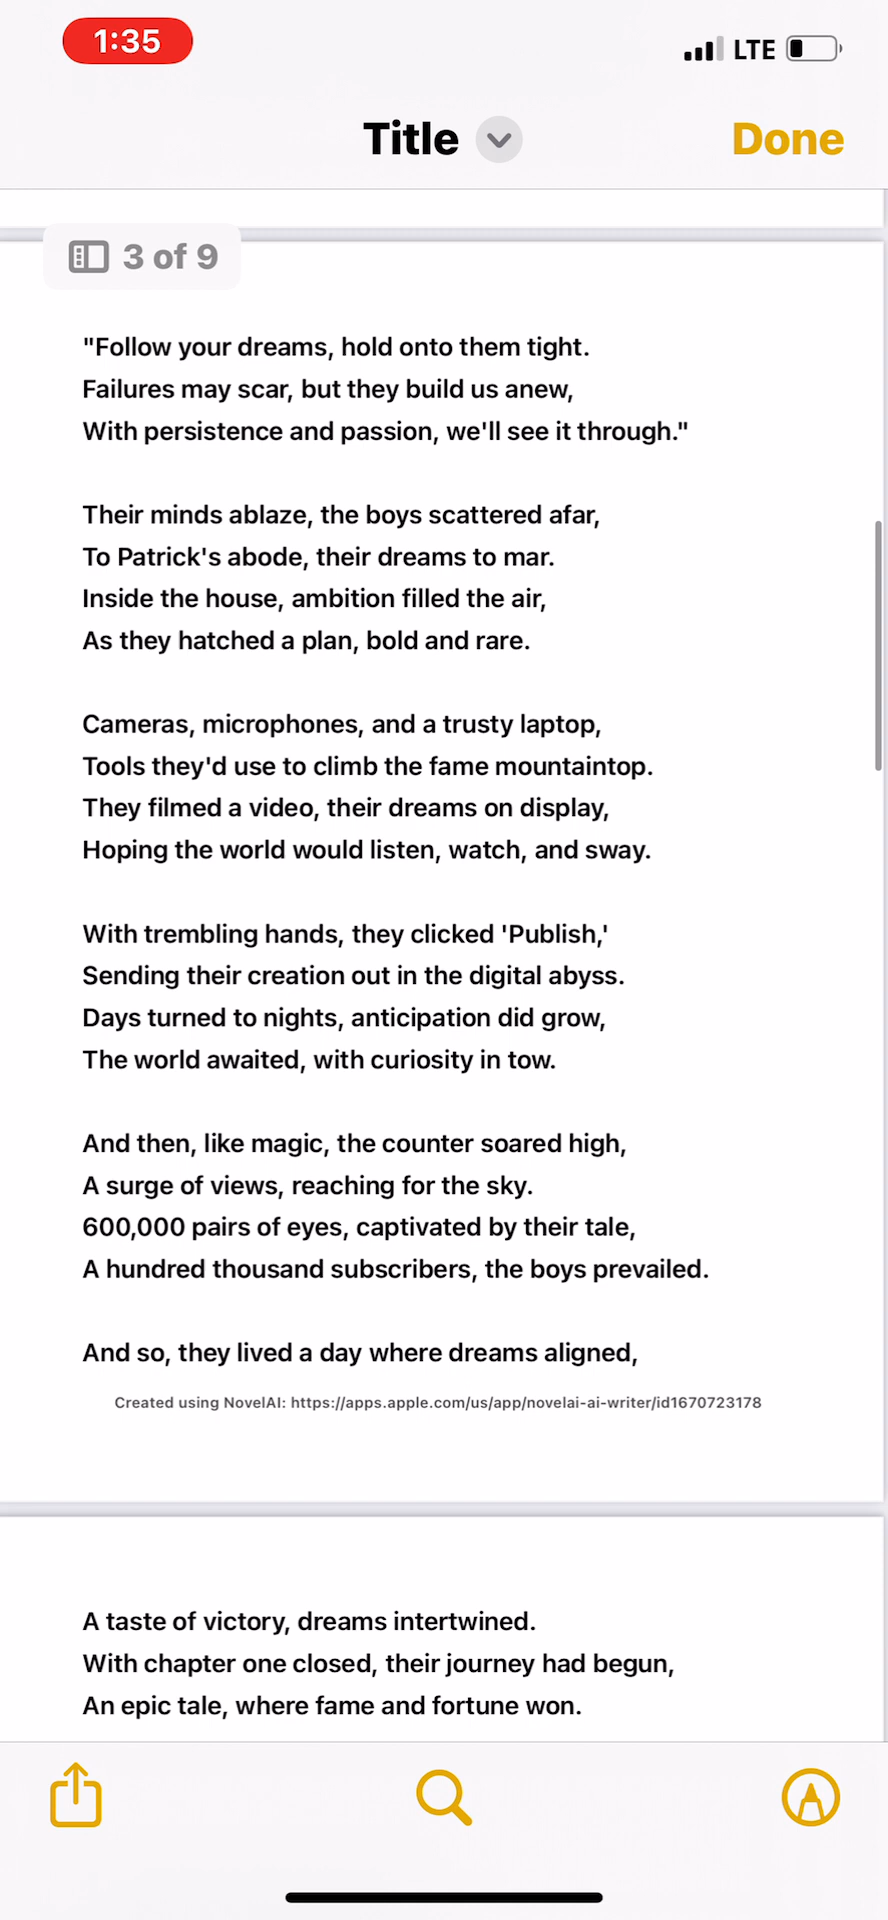 1:35
LTE
Title
Done
3 of 9
"Follow your dreams, hold onto them tight.
Failures may scar, but they build us anew,
With persistence and passion, we'll see it through."
Their minds ablaze, the boys scattered afar,
To Patrick's abode, their dreams to mar.
Inside the house, ambition filled the air,
As they hatched a plan, bold and rare.
Cameras, microphones, and a trusty laptop,
Tools they'd use to climb the fame mountaintop.
They filmed a video, their dreams on display,
Hoping the world would listen, watch, and sway.
With trembling hands, they clicked 'Publish,'
Sending their creation out in the digital abyss.
Days turned to nights, anticipation did grow,
The world awaited, with curiosity in tow.
And then, like magic, the counter soared high,
A surge of views, reaching for the sky.
600,000 pairs of eyes, captivated by their tale,
A hundred thousand subscribers, the boys prevailed.
And so, they lived a day where dreams aligned,
Created using NovelAI: https://apps.apple.com/us/app/novelai-ai-writer/id1670723178
A taste of victory, dreams intertwined.
With chapter one closed, their journey had begun,
An epic tale, where fame and fortune won.